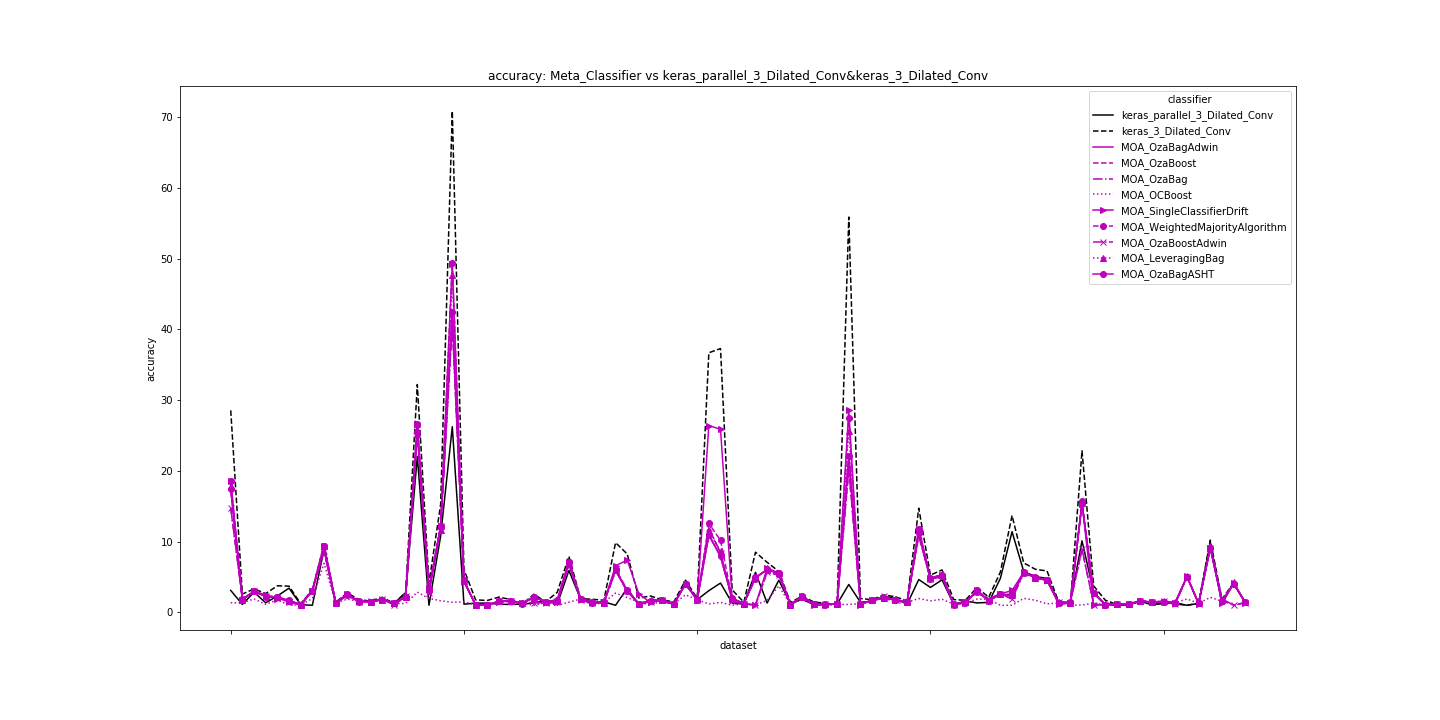 accuracy: Meta_Classifier vs keras_parallel_3_Dilated_Conv&keras_3_Dilated_Conv
classifier
keras_parallel_3_Dilated_Conv
keras_3_Dilated_Conv
MOA_OzaBagAdwin
MOA_OzaBoost
MOA_OzaBag
MOA_OCBoost
MOA_SingleClassifierDrift
MOA_WeightedMajorityAlgorithm
MOA_OzaBoostAdwin
MOA_LeveragingBag
MOA_OzaBagASHT
70
60
50
40
30
20
10
0
accuracy
dataset